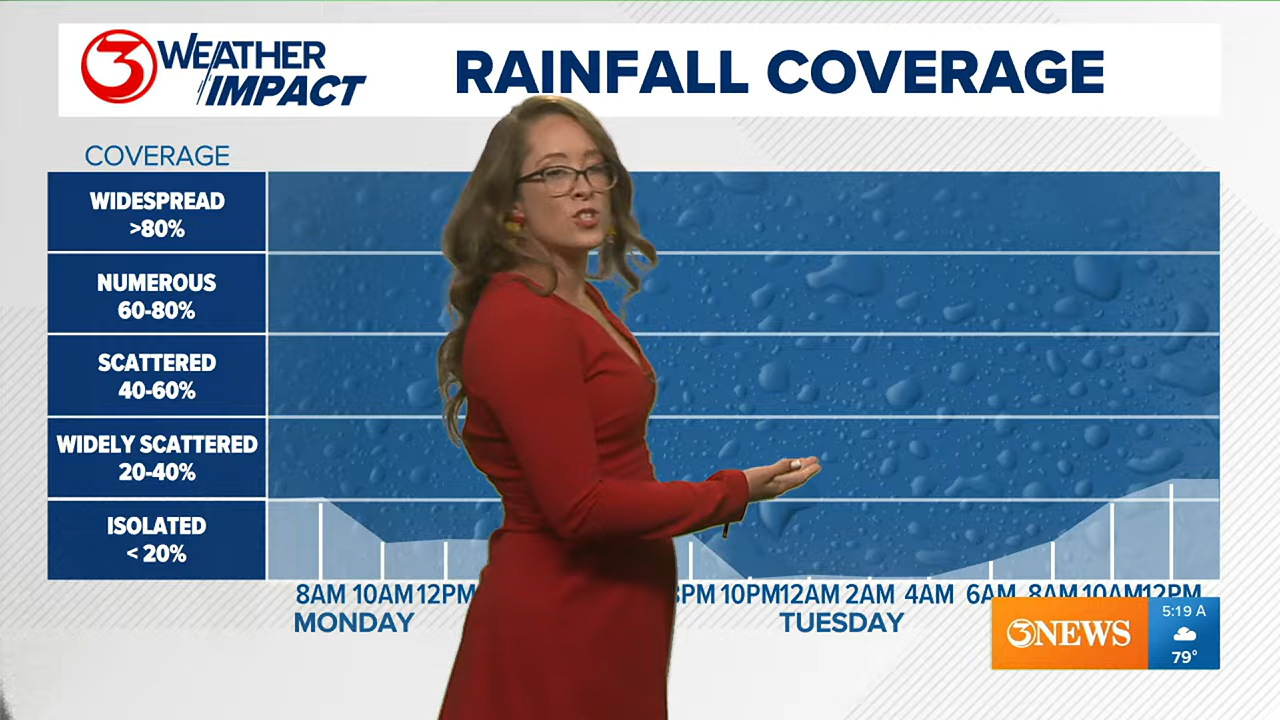 3 WEATHER
IMPACT
RAINFALL COVERAGE
COVERAGE
WIDESPREAD
>80%
NUMEROUS
60-80%
SCATTERED
40-60%
WIDELY SCATTERED
20-40%
ISOLATED
< 20%
8AM 10AM 12PM 10PM 12AM 2AM 4AM 6AM 8AM 10AM 12PM
MONDAY TUESDAY
3NEWS
5:19 A
79°